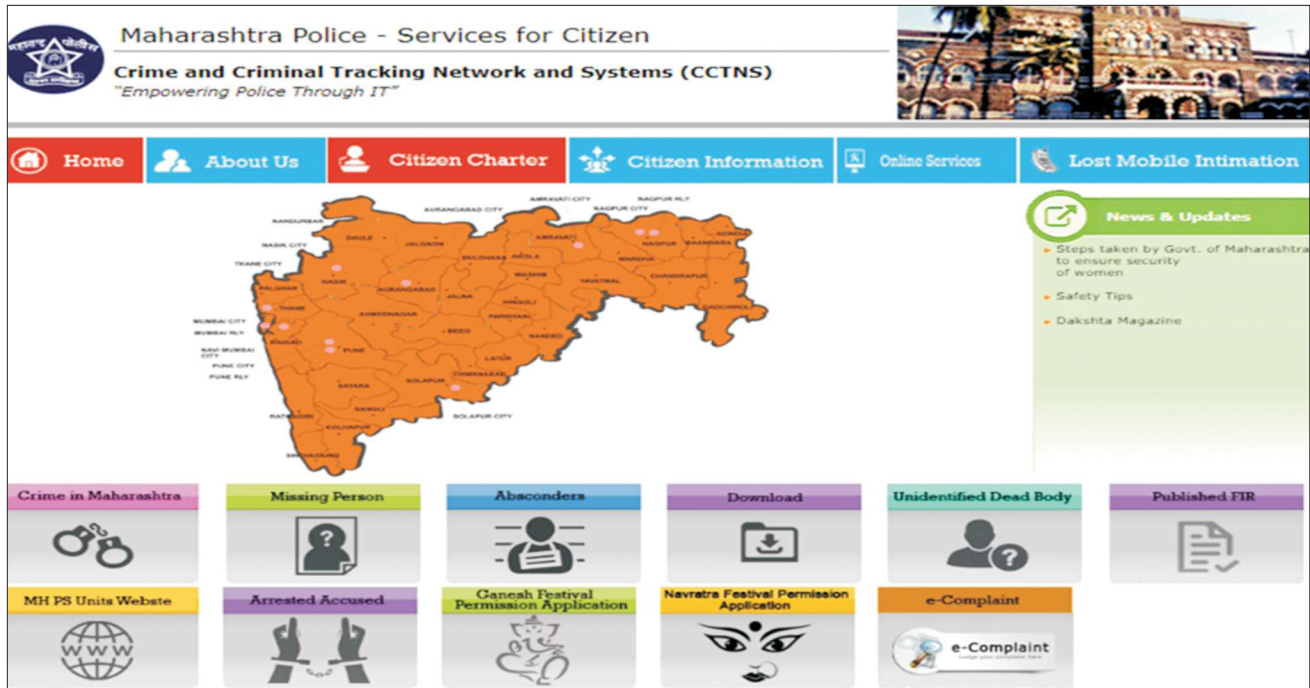 महाराष्ट्र पोलीस
Maharashtra Police - Services for Citizen
Crime and Criminal Tracking Network and Systems (CCTNS)
"Empowering Police Through IT"
Home
About Us
Citizen Charter
Citizen Information
Online Services
Lost Mobile Intimation
AMRAVATI CITY
NAGPUR RLY
AURANGABAD CITY
NAGPUR CITY
NANDURBAR
GONDIA
DHULE
JALGAON
AMRAVATI
NAGPUR
BHANDARA
NASIK CITY
BULDHANA
AKOLA
WARDHA
THANE CITY
WASHIM
CHANDRAPUR
NASIK
YAVATMAL
PALGHAR
AURANGABAD
JALNA
HINGOLI
GADCHIROLI
THANE
AHMEDNAGAR
PARBHANI
MUMBAI CITY
MUMBAI RLY
BEED
NANDED
RAIGAD
NAVI MUMBAI
CITY
PUNE
LATUR
PUNE CITY
OSMANABAD
PUNE RLY
SOLAPUR
SATARA
SANGLI
RATNAGIRI
SOLAPUR CITY
KOLHAPUR
SINDHUDURG
News & Updates
Steps taken by Govt. of Maharashtra
to ensure security
of women
Safety Tips
Dakshta Magazine
Crime in Maharashtra
Missing Person
Absconders
Download
Unidentified Dead Body
Published FIR
MH PS Units Webste
Arrested Accused
Ganesh Festival
Permission Application
Navratra Festival Permission
Application
e-Complaint
WWW
e-Complaint
Lodge your complaint here